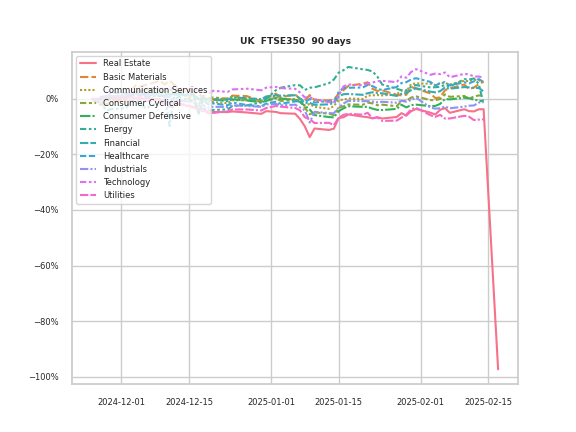 UK  FTSE350  90 days
Real Estate
Basic Materials
Communication Services
Consumer Cyclical
Consumer Defensive
Energy
Financial
Healthcare
Industrials
Technology
Utilities
0%
−20%
−40%
−60%
−80%
−100%
2024-12-01 2024-12-15 2025-01-01 2025-01-15 2025-02-01 2025-02-15